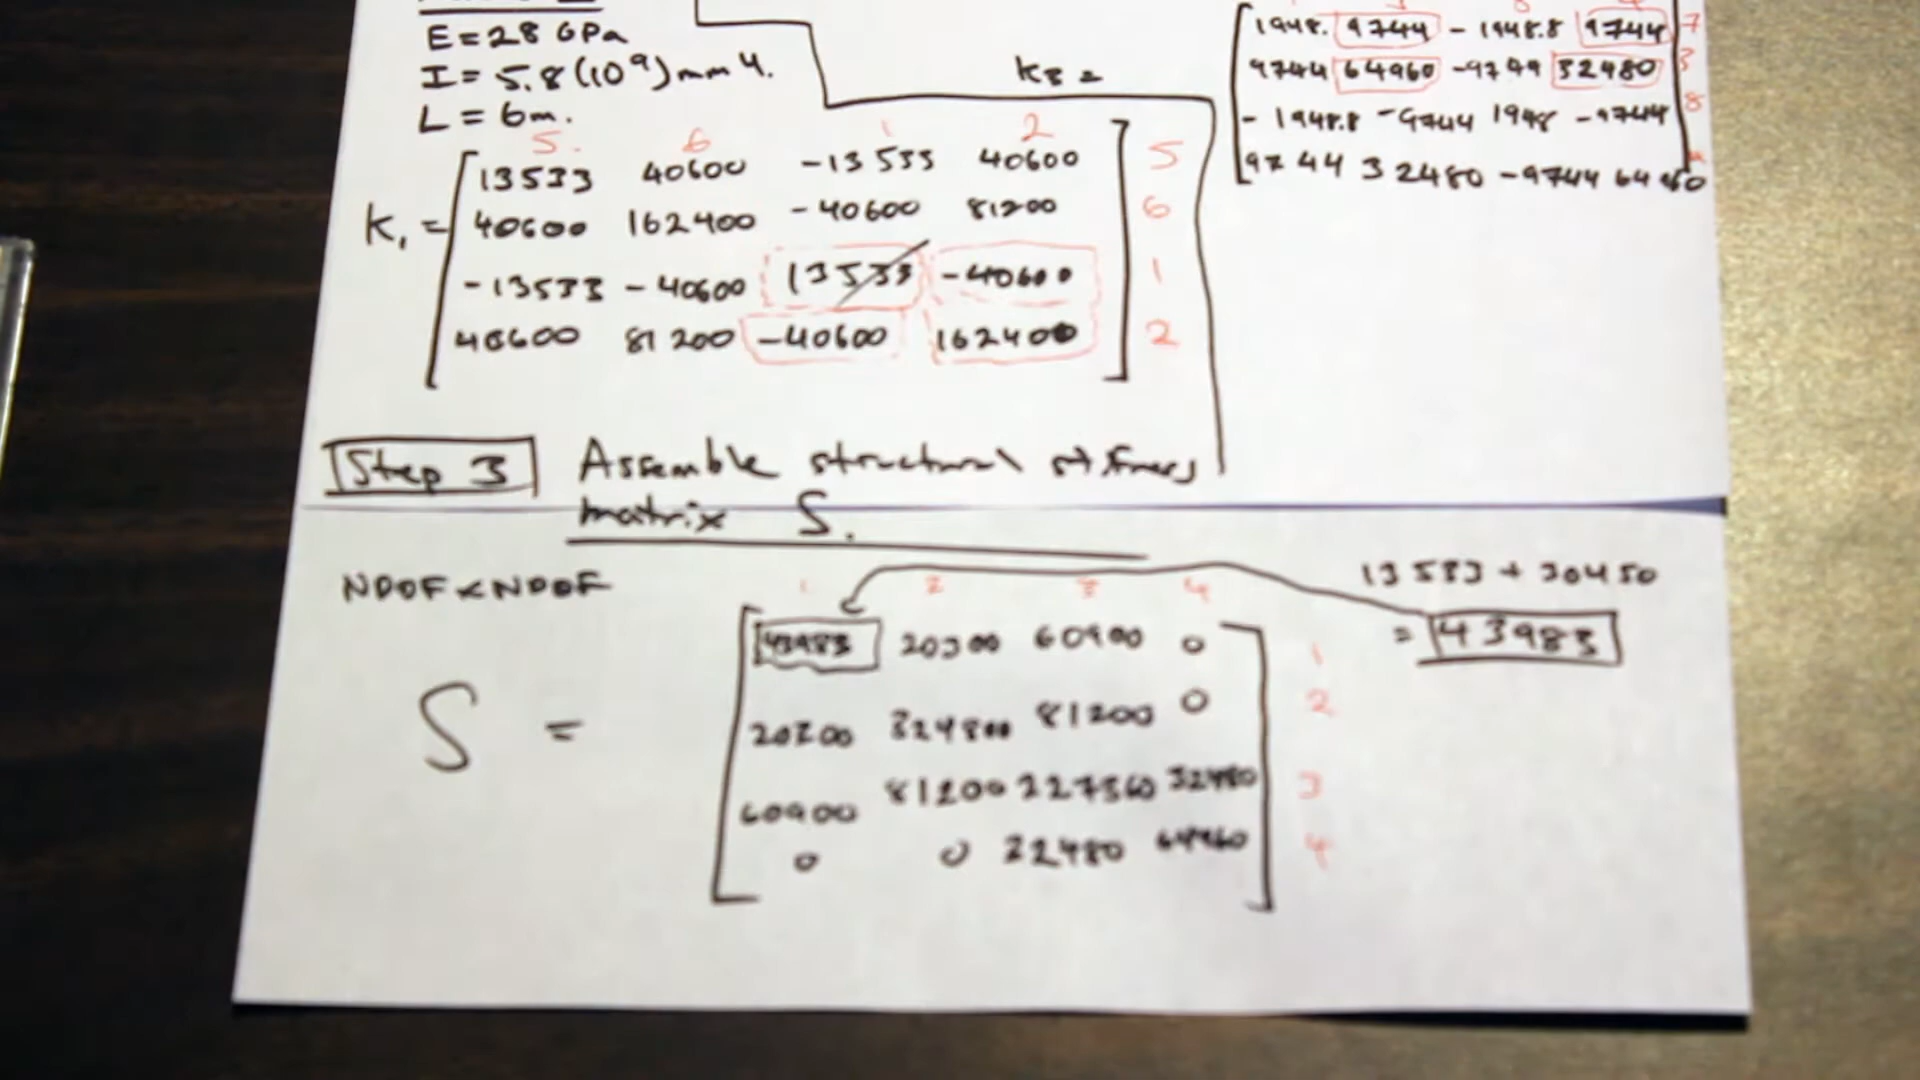 E = 28 GPa
I = 5.8(10⁹)mm4.
L = 6m.
5. 6 1 2
K₁ = [ 13533 40600 -13533 40600 ] 5
40600 162400 -40600 81200 6
-13533 -40600 13533 -40600 1
40600 81200 -40600 162400 2
K3 =
1948. 9744 - 1948.8 9744 7
9744 64960 -9744 32480 3
- 1948.8 -9744 1948 -9744 8
9744 32480 -9744 64960
Step 3 Assemble structural stiffness
matrix S.
NDOF×NDOF
13533 + 30450
= 43983
1 2 3 4
43983 20300 60900 0 1
S = 20300 324800 81200 0 2
60900 81200 227360 32480 3
0 0 32480 64960 4